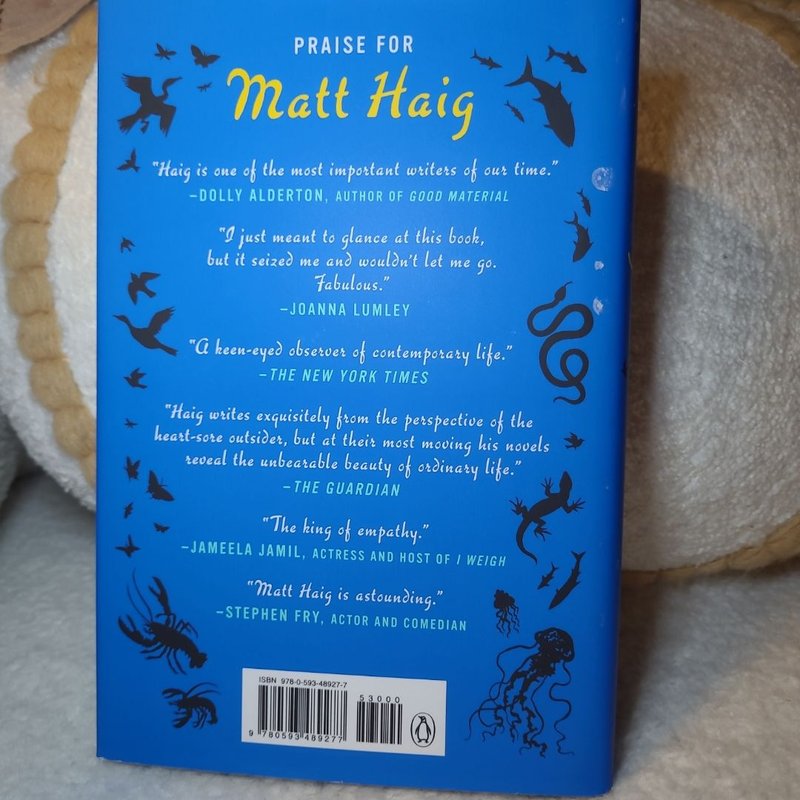 PRAISE FOR
Matt Haig
"Haig is one of the most important writers of our time."
–DOLLY ALDERTON, AUTHOR OF GOOD MATERIAL
"I just meant to glance at this book,
but it seized me and wouldn't let me go.
Fabulous."
–JOANNA LUMLEY
"A keen-eyed observer of contemporary life."
–THE NEW YORK TIMES
"Haig writes exquisitely from the perspective of the
heart-sore outsider, but at their most moving his novels
reveal the unbearable beauty of ordinary life."
–THE GUARDIAN
"The king of empathy."
–JAMEELA JAMIL, ACTRESS AND HOST OF I WEIGH
"Matt Haig is astounding."
–STEPHEN FRY, ACTOR AND COMEDIAN
ISBN 978-0-593-48927-7
53000
9 780593 489277